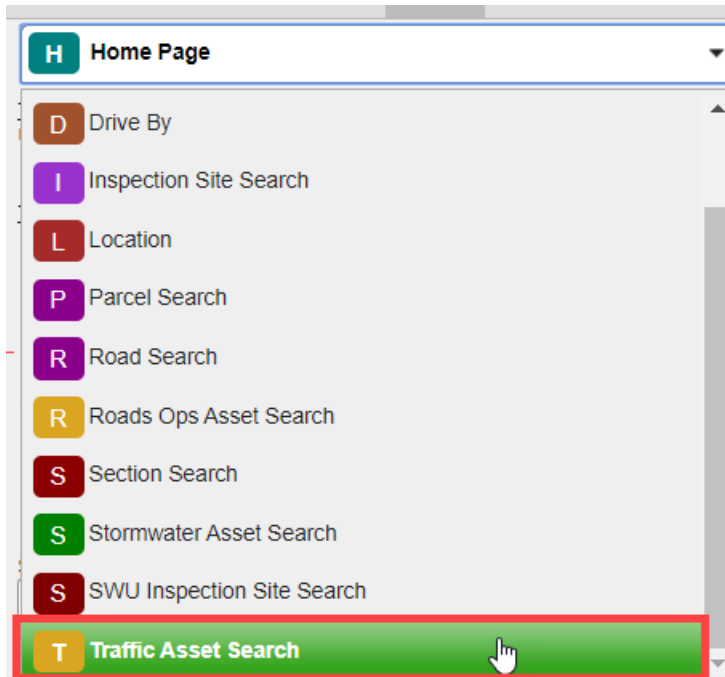 H Home Page
D Drive By
I Inspection Site Search
L Location
P Parcel Search
R Road Search
R Roads Ops Asset Search
S Section Search
S Stormwater Asset Search
S SWU Inspection Site Search
T Traffic Asset Search